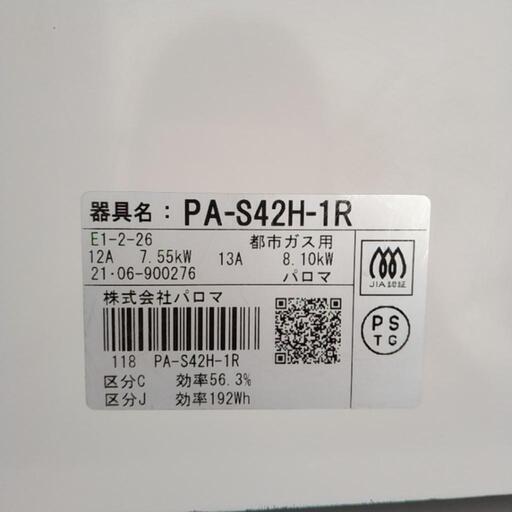 器具名：PA-S42H-1R
E1-2-26 都市ガス用
12A 7.55kW 13A 8.10kW
21·06-900276 パロマ
JIA認証
株式会社パロマ
PS
TG
118 PA-S42H-1R
区分C 効率56.3%
区分J 効率192Wh